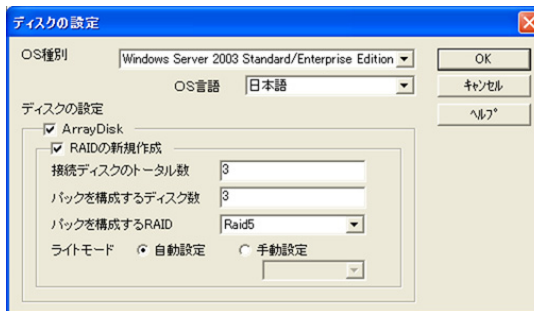 ディスクの設定
OS種別 Windows Server 2003 Standard/Enterprise Edition OK
OS言語 日本語 キャンセル
ディスクの設定 ヘルプ
ArrayDisk
RAIDの新規作成
接続ディスクのトータル数 3
パックを構成するディスク数 3
パックを構成するRAID Raid5
ライトモード 自動設定 手動設定